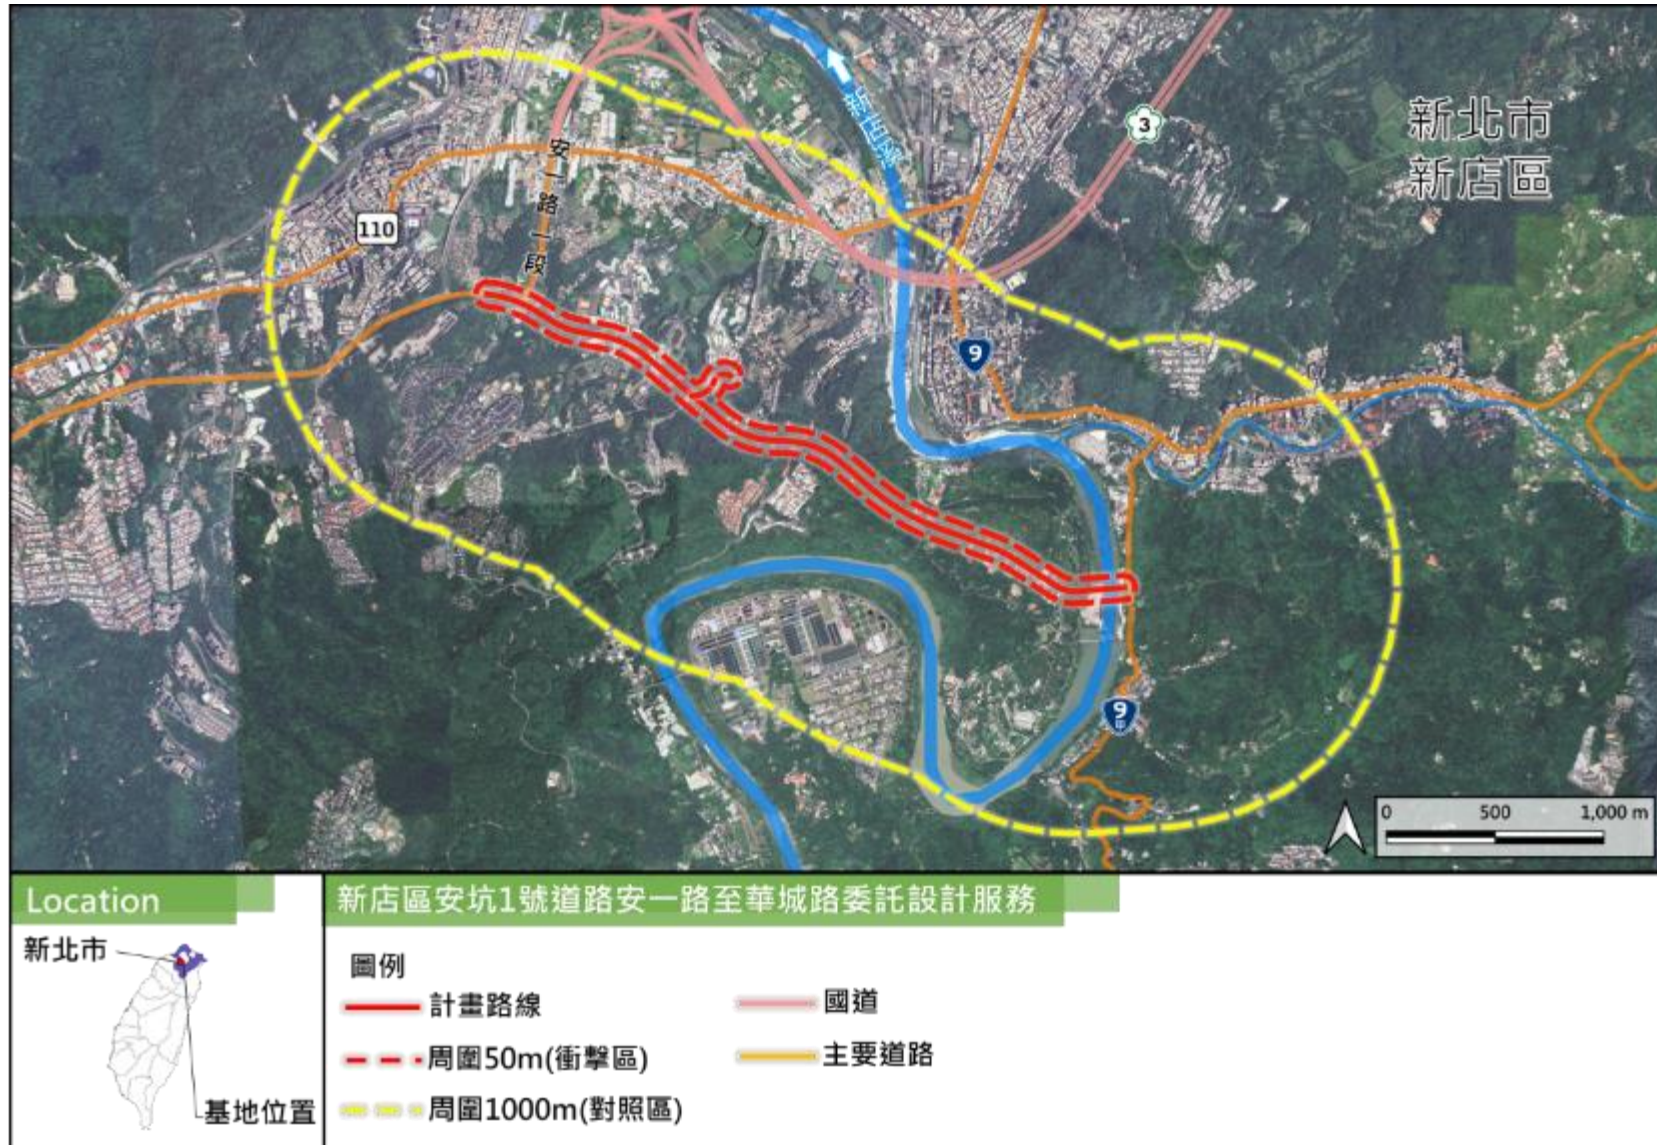 新北市
新店區
3
新店溪
安一路一段
110
9
9
甲
0 500 1,000 m
Location
新店區安坑1號道路安一路至華城路委託設計服務
新北市
基地位置
圖例
計畫路線
周圍50m(衝擊區)
周圍1000m(對照區)
國道
主要道路